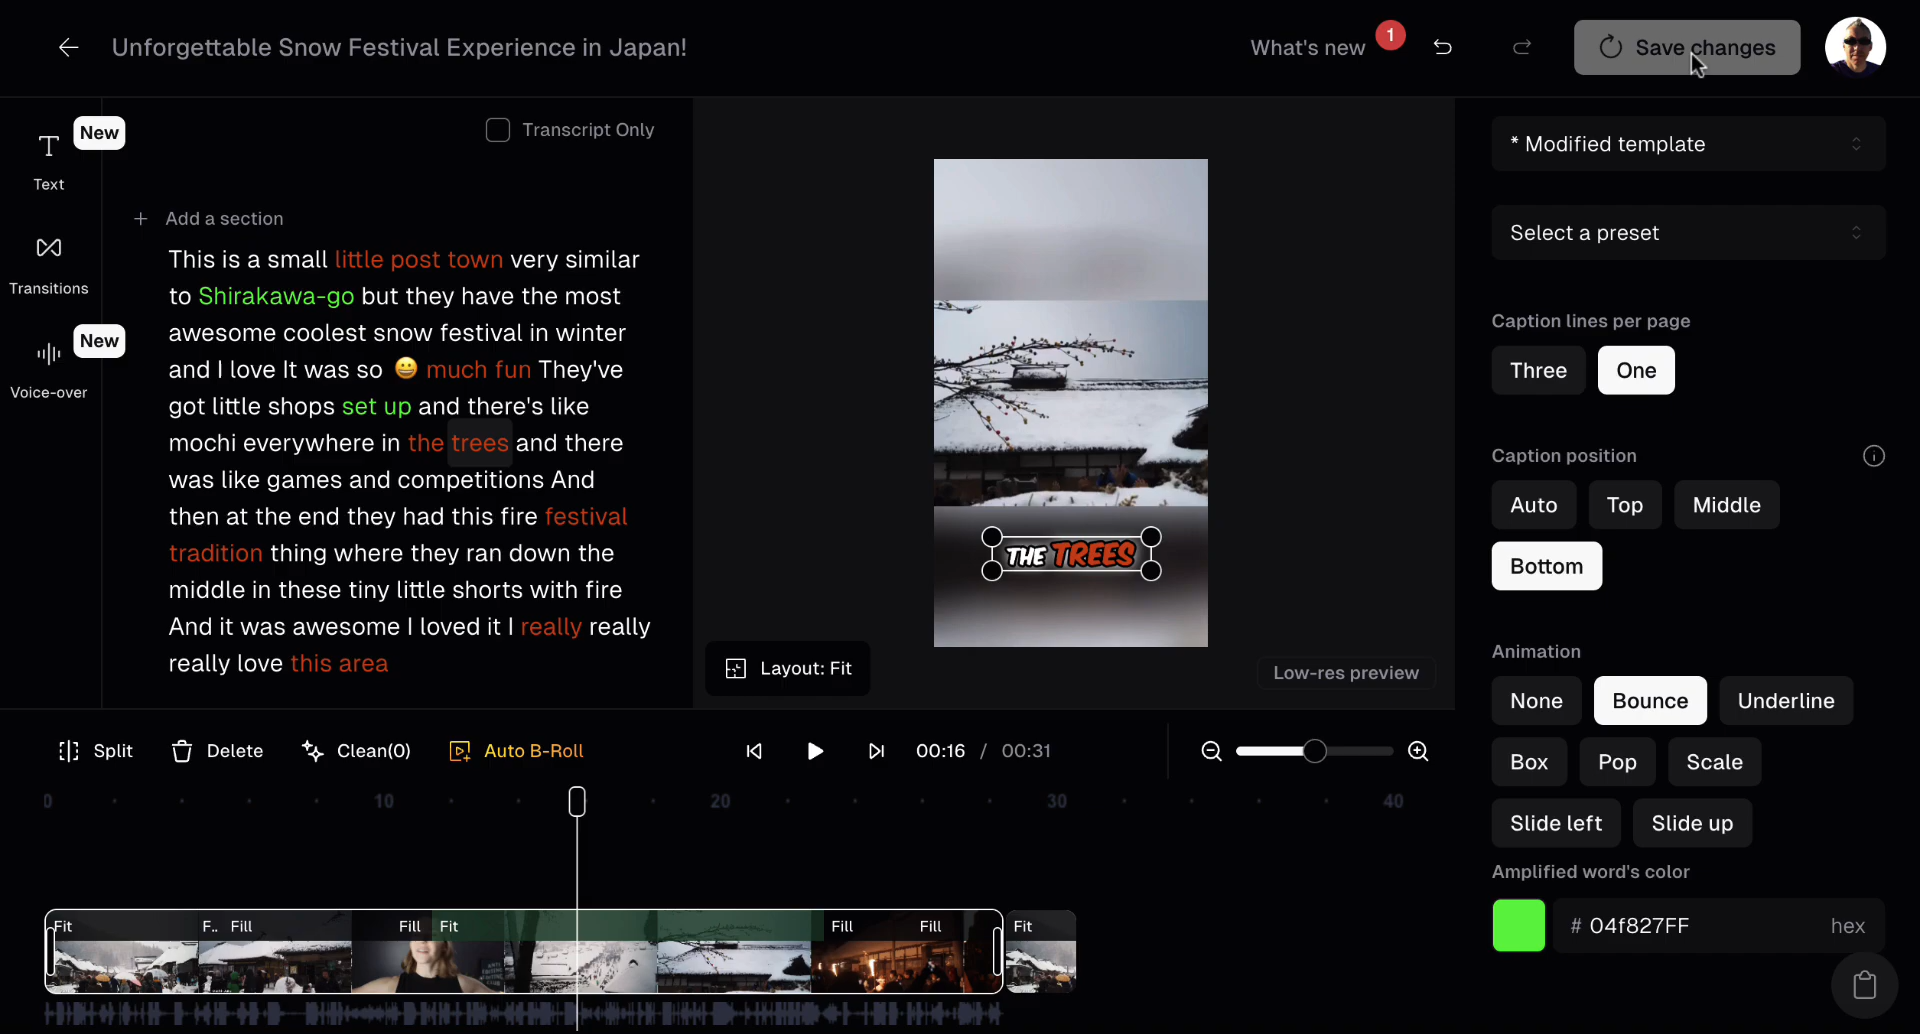 Unforgettable Snow Festival Experience in Japan!
What's new
1
Save changes
New
Text
Transitions
New
Voice-over
Transcript Only
+ Add a section
This is a small little post town very similar
to Shirakawa-go but they have the most
awesome coolest snow festival in winter
and I love It was so 😀 much fun They've
got little shops set up and there's like
mochi everywhere in the trees and there
was like games and competitions And
then at the end they had this fire festival
tradition thing where they ran down the
middle in these tiny little shorts with fire
And it was awesome I loved it I really really
really love this area
THE TREES
Layout: Fit
Low-res preview
* Modified template
Select a preset
Caption lines per page
Three
One
Caption position
Auto
Top
Middle
Bottom
Animation
None
Bounce
Underline
Box
Pop
Scale
Slide left
Slide up
Amplified word's color
# 04f827FF
hex
Split
Delete
Clean(0)
Auto B-Roll
00:16 / 00:31
0
10
20
30
40
Fit
F..
Fill
Fill
Fit
Fill
Fill
Fit